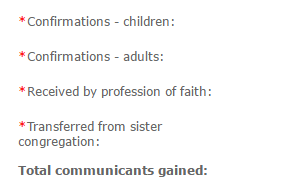 *Confirmations - children:
*Confirmations - adults:
*Received by profession of faith:
*Transferred from sister
congregation:
Total communicants gained: